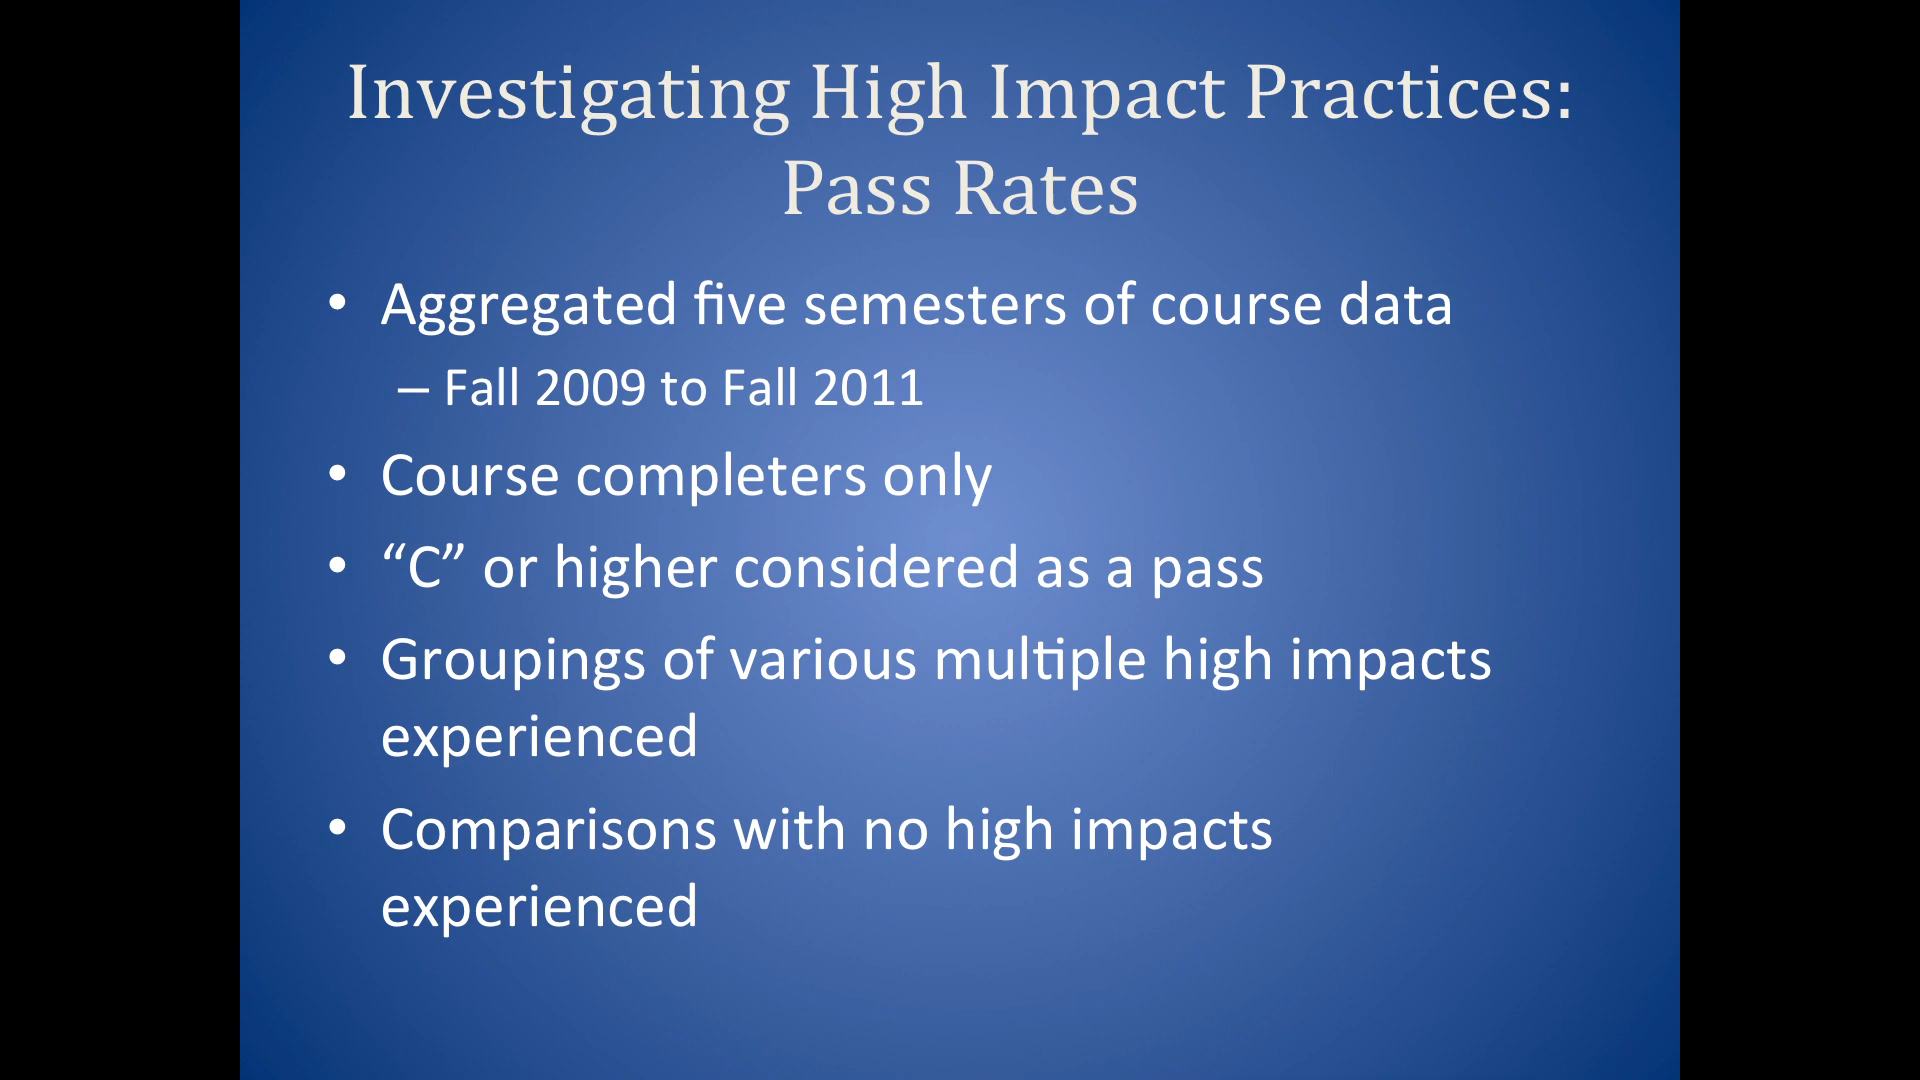 Investigating High Impact Practices:
Pass Rates
• Aggregated five semesters of course data
– Fall 2009 to Fall 2011
• Course completers only
• “C” or higher considered as a pass
• Groupings of various multiple high impacts
experienced
• Comparisons with no high impacts
experienced